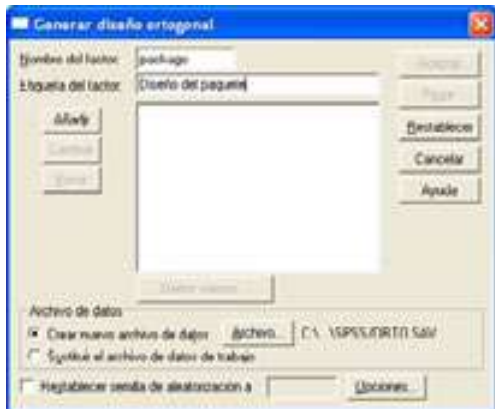 Generar diseño ortogonal
Nombre del factor: package
Etiqueta del factor: Diseño del paquete
Aceptar
Pegar
Restablecer
Cancelar
Ayuda
Añadir
Cambiar
Borrar
Definir valores...
Archivo de datos
Crear nuevo archivo de datos Archivo... C:\...\SPSS\ORTO.SAV
Sustituir el archivo de datos de trabajo
Restablecer semilla de aleatorización a Opciones...